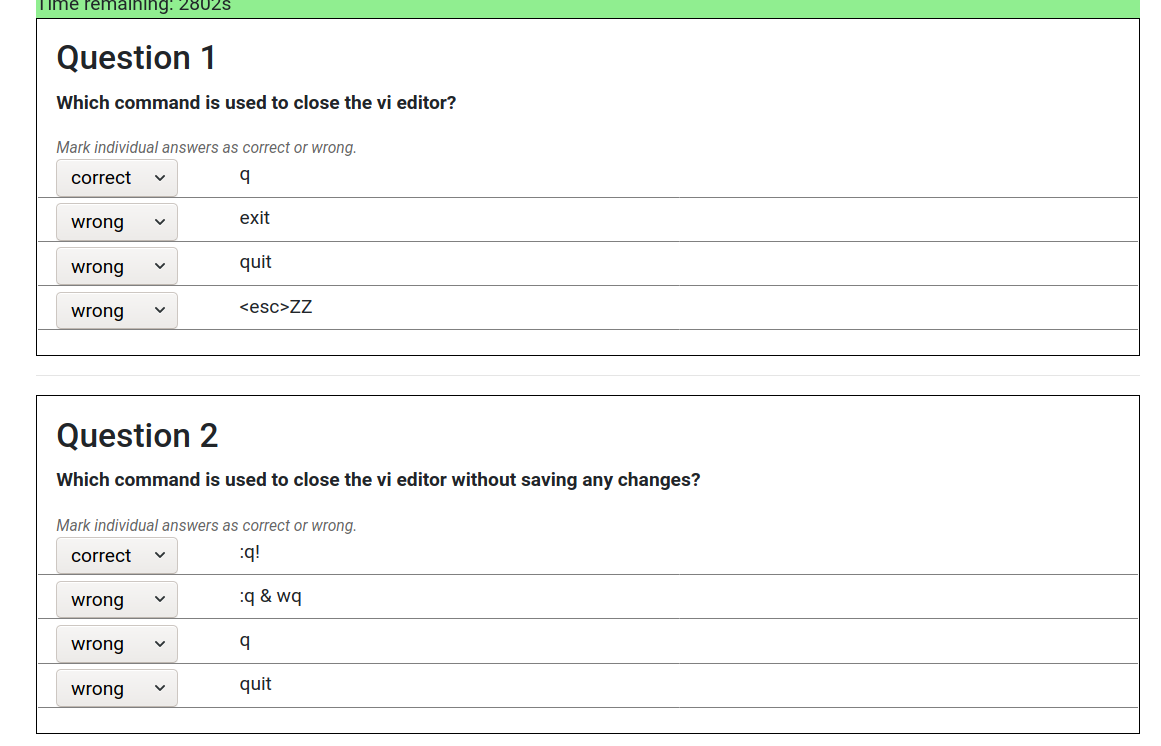 Time remaining: 2802s
Question 1
Which command is used to close the vi editor?
Mark individual answers as correct or wrong.
correct q
wrong exit
wrong quit
wrong <esc>ZZ
Question 2
Which command is used to close the vi editor without saving any changes?
Mark individual answers as correct or wrong.
correct :q!
wrong :q & wq
wrong q
wrong quit